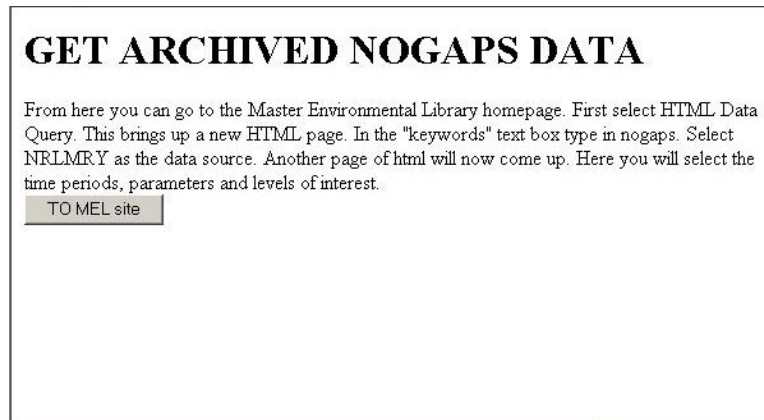 GET ARCHIVED NOGAPS DATA
From here you can go to the Master Environmental Library homepage. First select HTML Data
Query. This brings up a new HTML page. In the "keywords" text box type in nogaps. Select
NRLMRY as the data source. Another page of html will now come up. Here you will select the
time periods, parameters and levels of interest.
TO MEL site